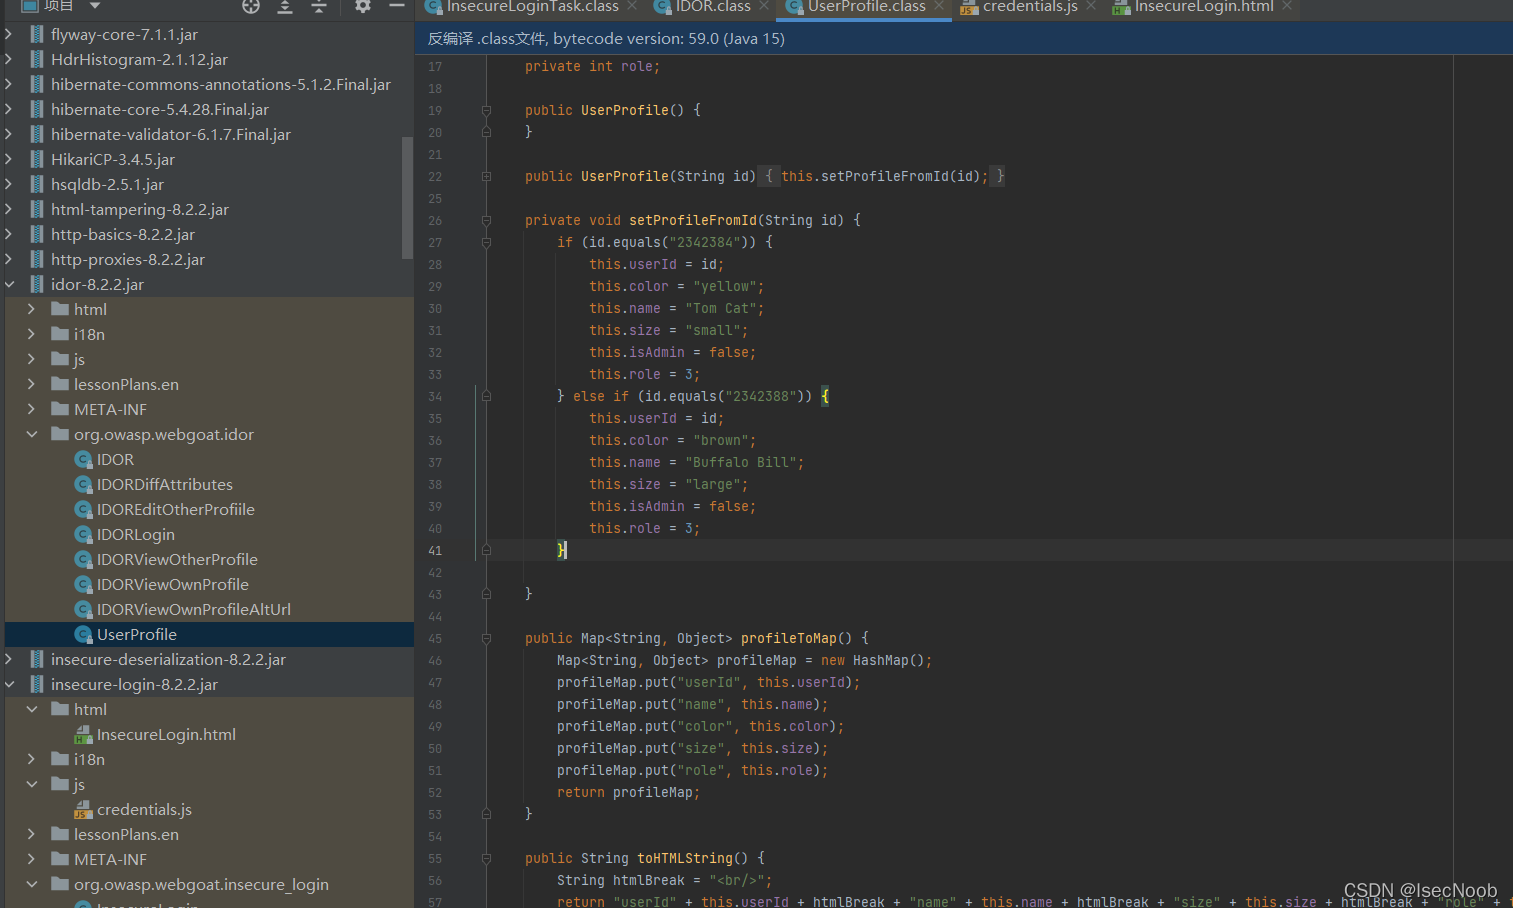 项目
flyway-core-7.1.1.jar
HdrHistogram-2.1.12.jar
hibernate-commons-annotations-5.1.2.Final.jar
hibernate-core-5.4.28.Final.jar
hibernate-validator-6.1.7.Final.jar
HikariCP-3.4.5.jar
hsqldb-2.5.1.jar
html-tampering-8.2.2.jar
http-basics-8.2.2.jar
http-proxies-8.2.2.jar
idor-8.2.2.jar
html
i18n
js
lessonPlans.en
META-INF
org.owasp.webgoat.idor
IDOR
IDORDiffAttributes
IDOREditOtherProfiile
IDORLogin
IDORViewOtherProfile
IDORViewOwnProfile
IDORViewOwnProfileAltUrl
UserProfile
insecure-deserialization-8.2.2.jar
insecure-login-8.2.2.jar
html
InsecureLogin.html
i18n
js
credentials.js
lessonPlans.en
META-INF
org.owasp.webgoat.insecure_login
InsecureLogin
InsecureLoginTask.class IDOR.class UserProfile.class credentials.js InsecureLogin.html
反编译 .class文件, bytecode version: 59.0 (Java 15)
17 private int role;
18
19 public UserProfile() {
20 }
21
22 public UserProfile(String id) { this.setProfileFromId(id); }
25
26 private void setProfileFromId(String id) {
27 if (id.equals("2342384")) {
28 this.userId = id;
29 this.color = "yellow";
30 this.name = "Tom Cat";
31 this.size = "small";
32 this.isAdmin = false;
33 this.role = 3;
34 } else if (id.equals("2342388")) {
35 this.userId = id;
36 this.color = "brown";
37 this.name = "Buffalo Bill";
38 this.size = "large";
39 this.isAdmin = false;
40 this.role = 3;
41 }
42
43 }
44
45 public Map<String, Object> profileToMap() {
46 Map<String, Object> profileMap = new HashMap();
47 profileMap.put("userId", this.userId);
48 profileMap.put("name", this.name);
49 profileMap.put("color", this.color);
50 profileMap.put("size", this.size);
51 profileMap.put("role", this.role);
52 return profileMap;
53 }
54
55 public String toHTMLString() {
56 String htmlBreak = "<br/>";
57 return "userId" + this.userId + htmlBreak + "name" + this.name + htmlBreak + "size" + this.size + htmlBreak + "role" +
CSDN @IsecNoob